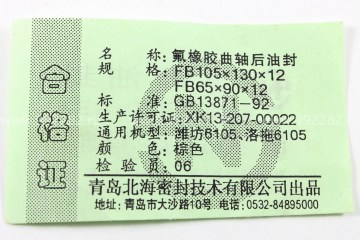 合格证
名称：氟橡胶曲轴后油封
规格：FB105×130×12
FB65×90×12
标准：GB13871-92
生产许可证：XK13-207-00022
通用机型：潍坊6105、洛拖6105
颜色：棕色
检验员：06
青岛北海密封技术有限公司出品
地址：青岛市大沙路10号 电话：0532-84895000